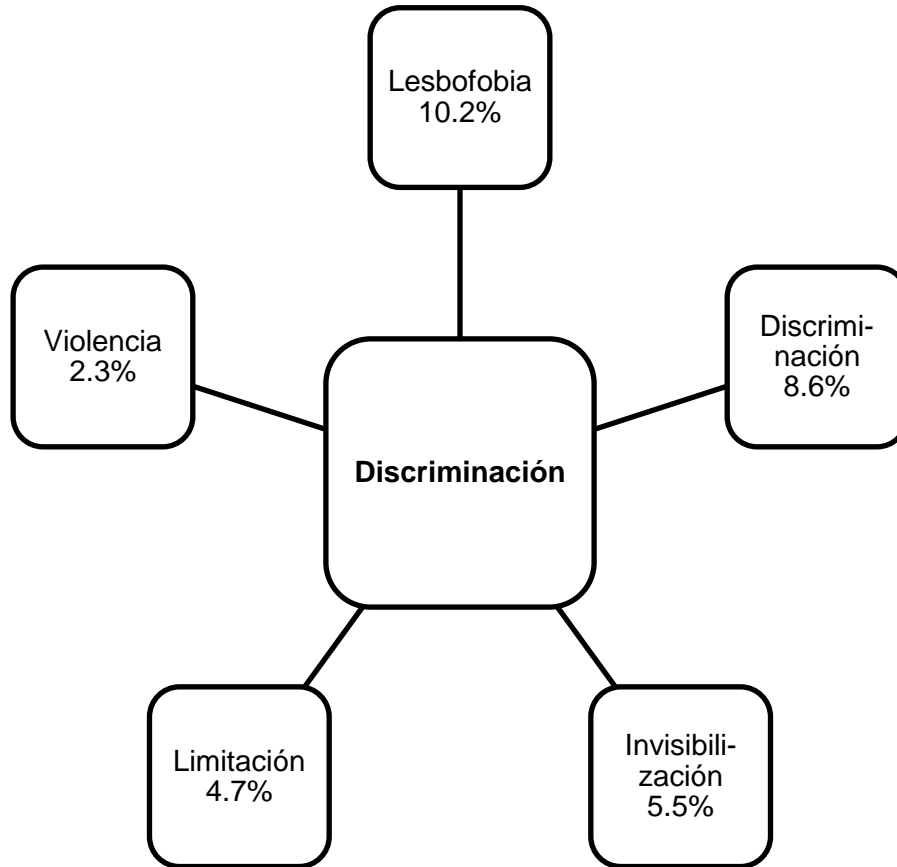 Lesbofobia
10.2%
Violencia
2.3%
Discrimi-
nación
8.6%
Discriminación
Limitación
4.7%
Invisibili-
zación
5.5%